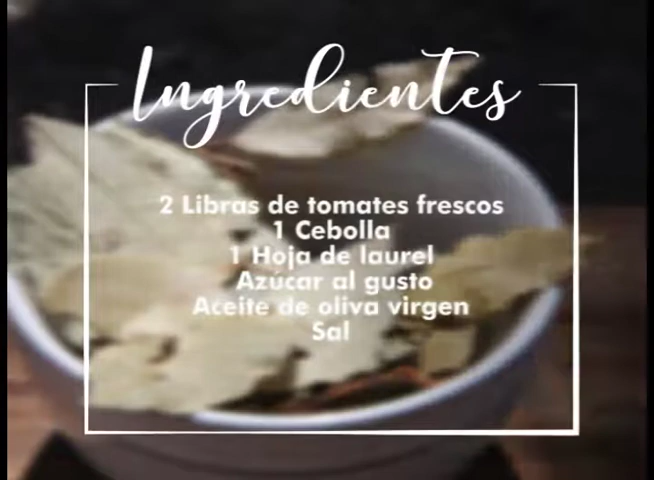 Ingredientes
2 Libras de tomates frescos
1 Cebolla
1 Hoja de laurel
Azúcar al gusto
Aceite de oliva virgen
Sal